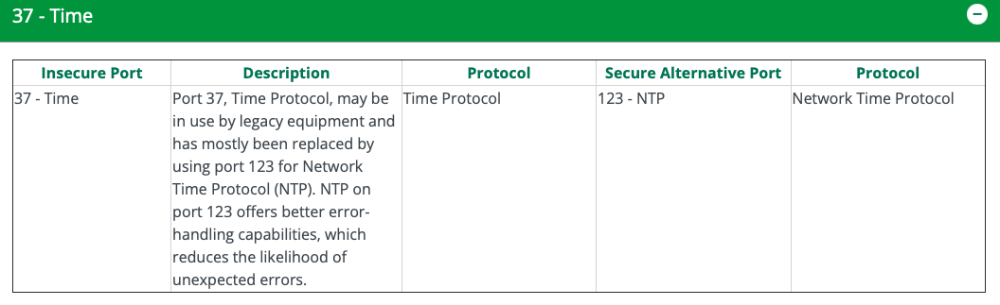 37 - Time
Insecure Port Description Protocol Secure Alternative Port Protocol
37 - Time
Port 37, Time Protocol, may be
in use by legacy equipment and
has mostly been replaced by
using port 123 for Network
Time Protocol (NTP). NTP on
port 123 offers better error-
handling capabilities, which
reduces the likelihood of
unexpected errors.
Time Protocol
123 - NTP
Network Time Protocol